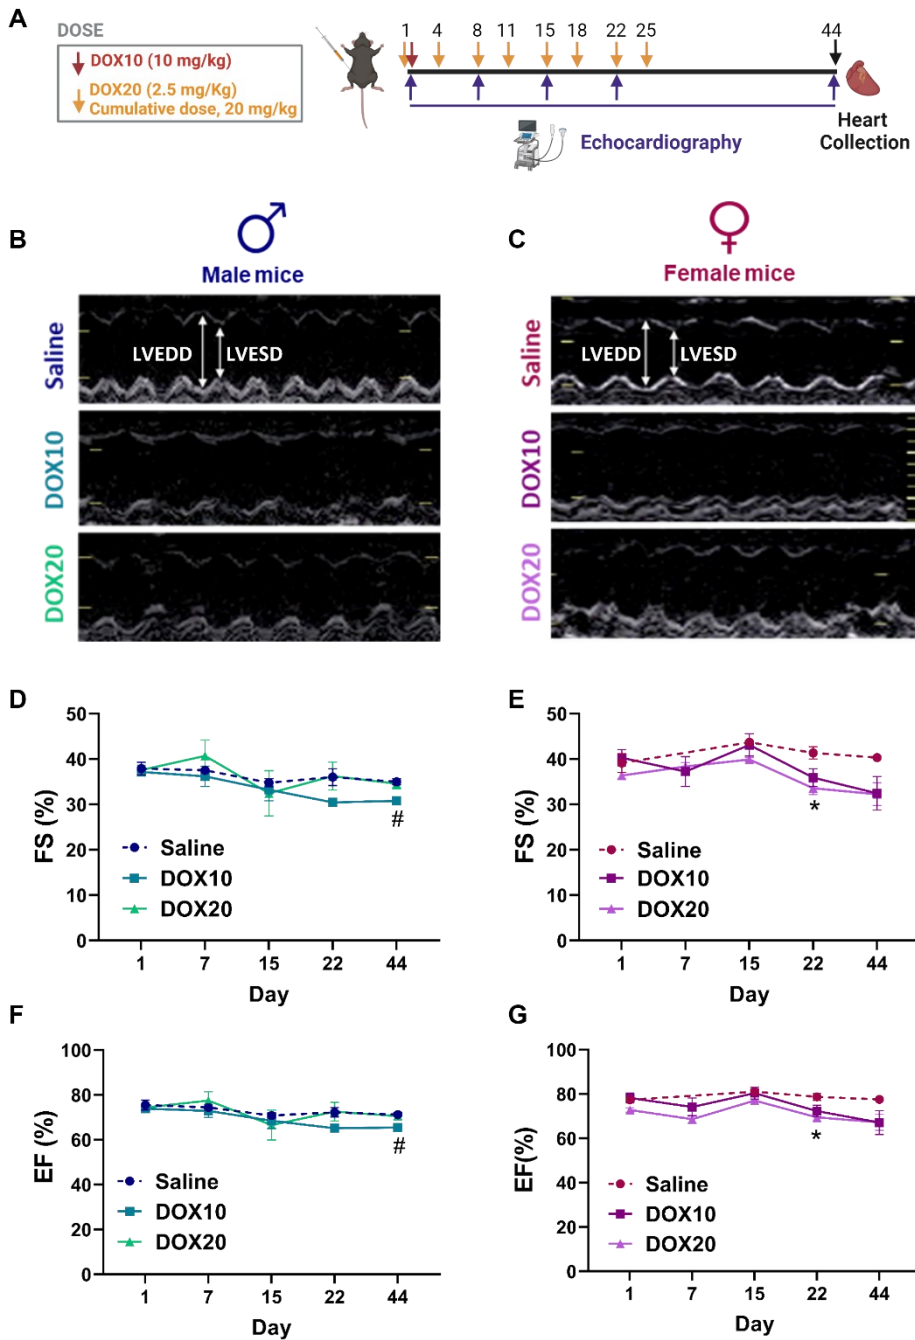 A
DOSE
DOX10 (10 mg/kg)
DOX20 (2.5 mg/Kg)
Cumulative dose, 20 mg/kg
1 4 8 11 15 18 22 25 44
Echocardiography
Heart
Collection
B
♂
Male mice
Saline
LVEDD
LVESD
DOX10
DOX20
C
♀
Female mice
Saline
LVEDD
LVESD
DOX10
DOX20
D
FS (%)
50
40
30
20
10
0
#
Saline
DOX10
DOX20
1 7 15 22 44
Day
E
FS (%)
50
40
30
20
10
0
*
Saline
DOX10
DOX20
1 7 15 22 44
Day
F
EF (%)
100
80
60
40
20
0
#
Saline
DOX10
DOX20
1 7 15 22 44
Day
G
EF(%)
100
80
60
40
20
0
*
Saline
DOX10
DOX20
1 7 15 22 44
Day